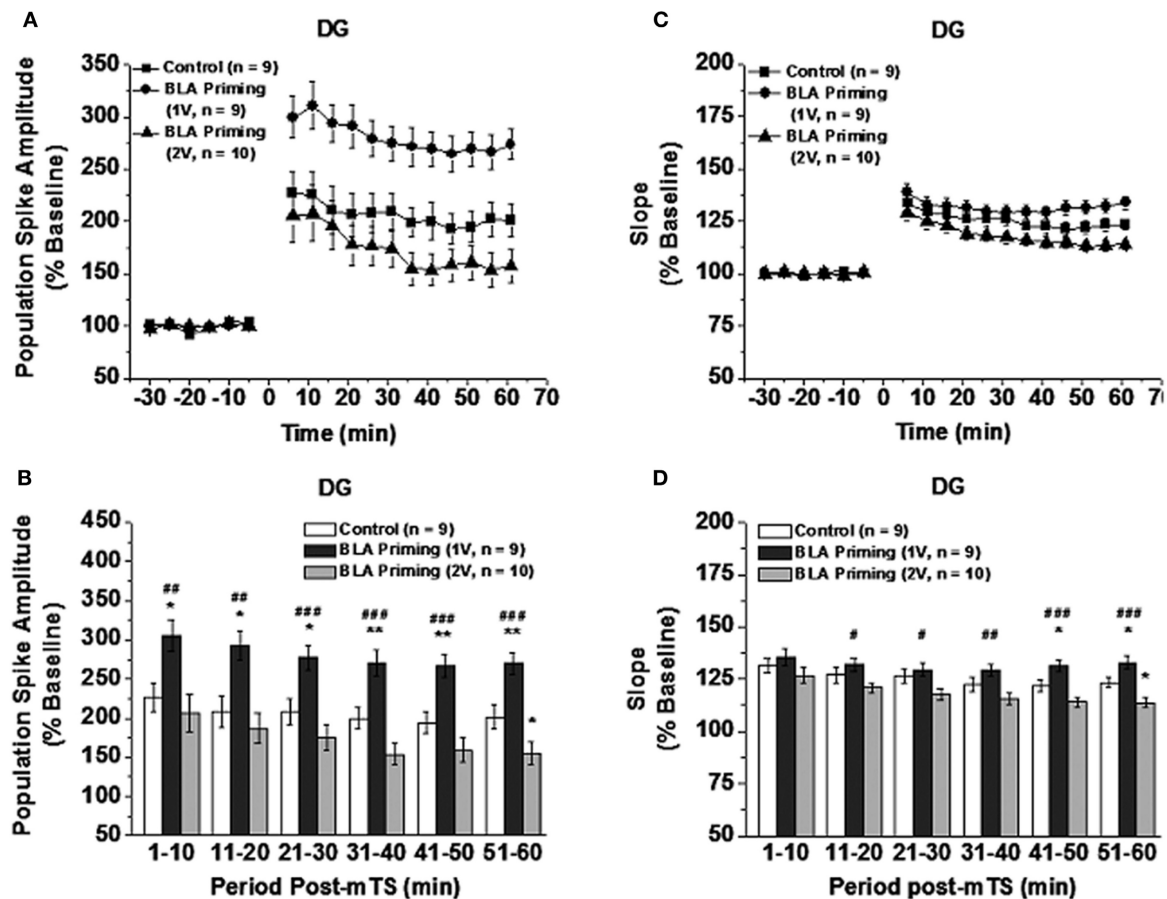 A
DG
Population Spike Amplitude
(% Baseline)
350
300
250
200
150
100
50
Control (n = 9)
BLA Priming
(1V, n = 9)
BLA Priming
(2V, n = 10)
-30 -20 -10 0 10 20 30 40 50 60 70
Time (min)
C
DG
Slope
(% Baseline)
200
175
150
125
100
75
50
Control (n = 9)
BLA Priming
(1V, n = 9)
BLA Priming
(2V, n = 10)
-30 -20 -10 0 10 20 30 40 50 60 70
Time (min)
B
DG
Population Spike Amplitude
(% Baseline)
450
400
350
300
250
200
150
100
50
Control (n = 9)
BLA Priming (1V, n = 9)
BLA Priming (2V, n = 10)
## ## ### ### ### ###
* * * ** ** **
*
1-10 11-20 21-30 31-40 41-50 51-60
Period Post-mTS (min)
D
DG
Slope
(% Baseline)
200
175
150
125
100
75
50
Control (n = 9)
BLA Priming (1V, n = 9)
BLA Priming (2V, n = 10)
# # ## ### ###
* *
*
1-10 11-20 21-30 31-40 41-50 51-60
Period post-mTS (min)